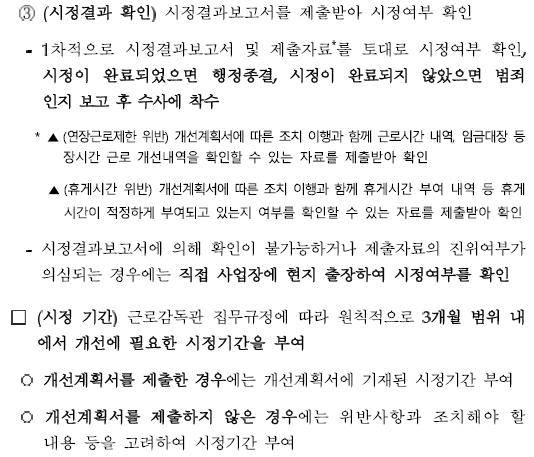 ③ (시정결과 확인) 시정결과보고서를 제출받아 시정여부 확인
- 1차적으로 시정결과보고서 및 제출자료*를 토대로 시정여부 확인,
시정이 완료되었으면 행정종결, 시정이 완료되지 않았으면 범죄
인지 보고 후 수사에 착수
* ▲ (연장근로제한 위반) 개선계획서에 따른 조치 이행과 함께 근로시간 내역, 임금대장 등
장시간 근로 개선내역을 확인할 수 있는 자료를 제출받아 확인
▲ (휴게시간 위반) 개선계획서에 따른 조치 이행과 함께 휴게시간 부여 내역 등 휴게
시간이 적정하게 부여되고 있는지 여부를 확인할 수 있는 자료를 제출받아 확인
- 시정결과보고서에 의해 확인이 불가능하거나 제출자료의 진위여부가
의심되는 경우에는 직접 사업장에 현지 출장하여 시정여부를 확인
□ (시정 기간) 근로감독관 집무규정에 따라 원칙적으로 3개월 범위 내
에서 개선에 필요한 시정기간을 부여
○ 개선계획서를 제출한 경우에는 개선계획서에 기재된 시정기간 부여
○ 개선계획서를 제출하지 않은 경우에는 위반사항과 조치해야 할
내용 등을 고려하여 시정기간 부여